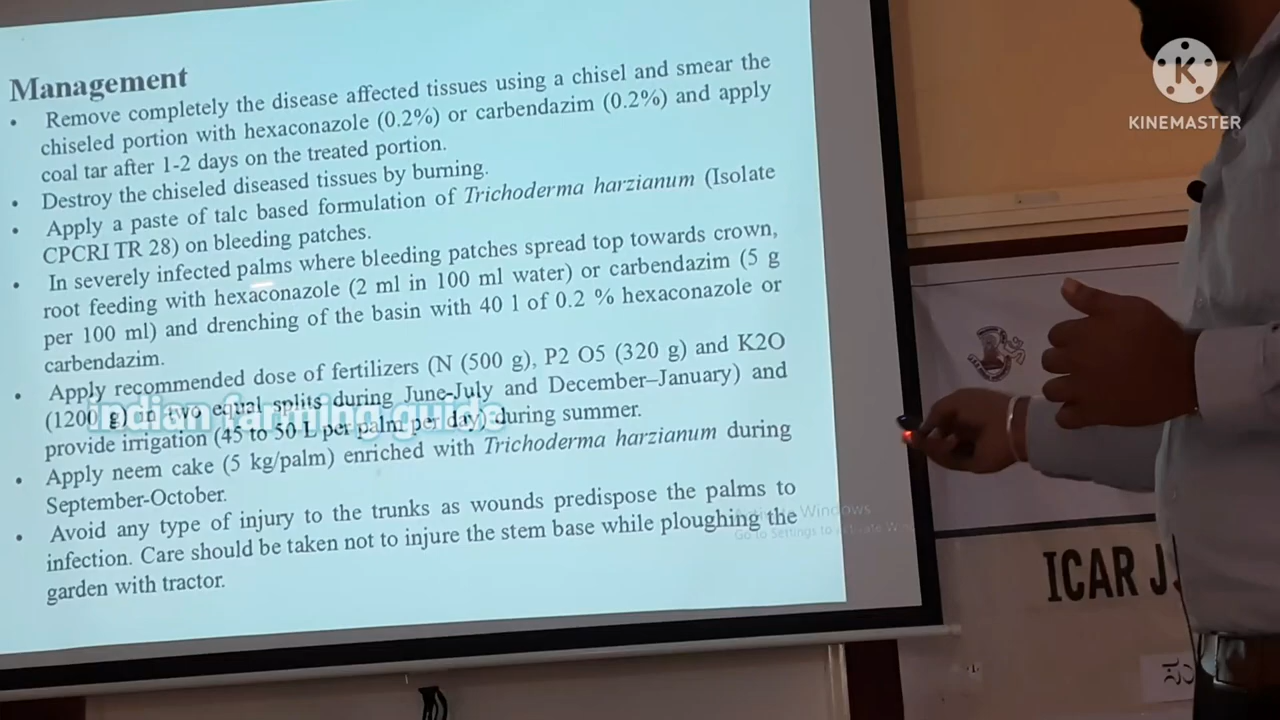 Management
• Remove completely the disease affected tissues using a chisel and smear the
chiseled portion with hexaconazole (0.2%) or carbendazim (0.2%) and apply
coal tar after 1-2 days on the treated portion.
• Destroy the chiseled diseased tissues by burning.
• Apply a paste of talc based formulation of Trichoderma harzianum (Isolate
CPCRI TR 28) on bleeding patches.
• In severely infected palms where bleeding patches spread top towards crown,
root feeding with hexaconazole (2 ml in 100 ml water) or carbendazim (5 g
per 100 ml) and drenching of the basin with 40 l of 0.2 % hexaconazole or
carbendazim.
• Apply recommended dose of fertilizers (N (500 g), P2 O5 (320 g) and K2O
(1200 g) in two equal splits during June-July and December–January) and
provide irrigation (45 to 50 L per palm per day) during summer.
• Apply neem cake (5 kg/palm) enriched with Trichoderma harzianum during
September-October.
• Avoid any type of injury to the trunks as wounds predispose the palms to
infection. Care should be taken not to injure the stem base while ploughing the
garden with tractor.
indian farming guide
Activate Windows
Go to Settings to activate Win
K
KINEMASTER
ICAR J